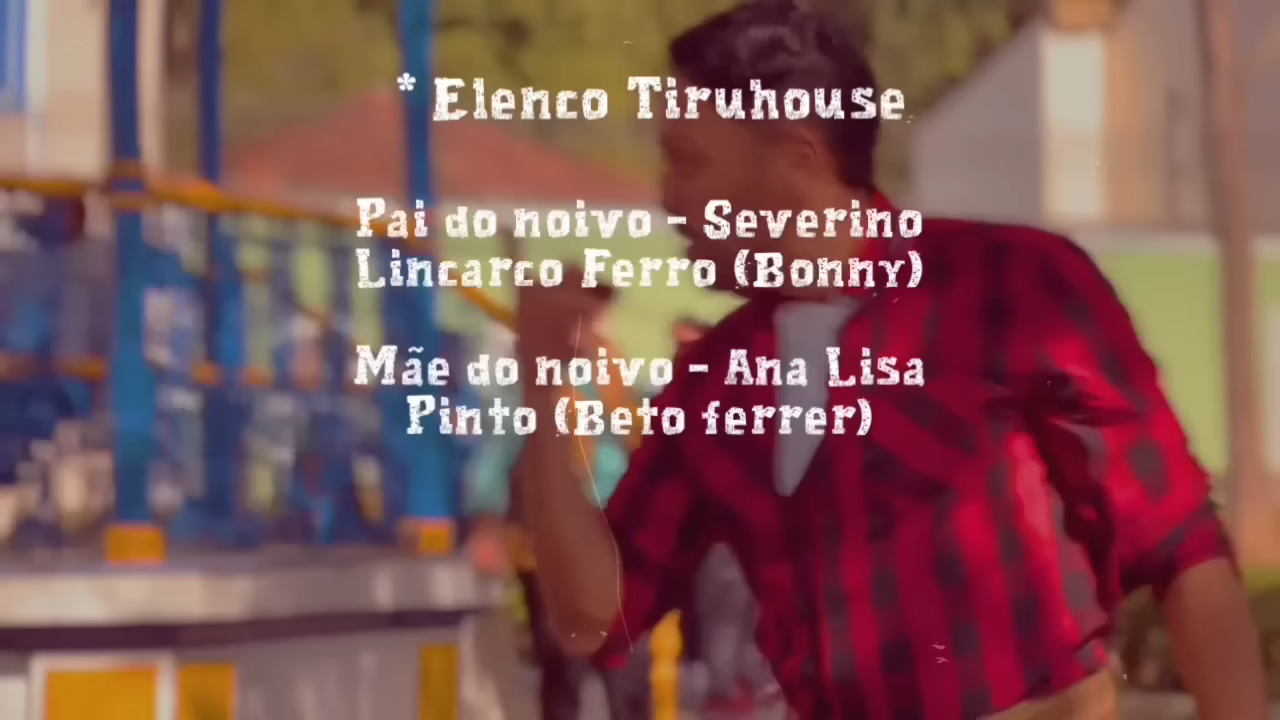 * Elenco Tiruhouse
Pai do noivo - Severino
Lincarco Ferro (Bonny)
Mãe do noivo - Ana Lisa
Pinto (Beto ferrer)